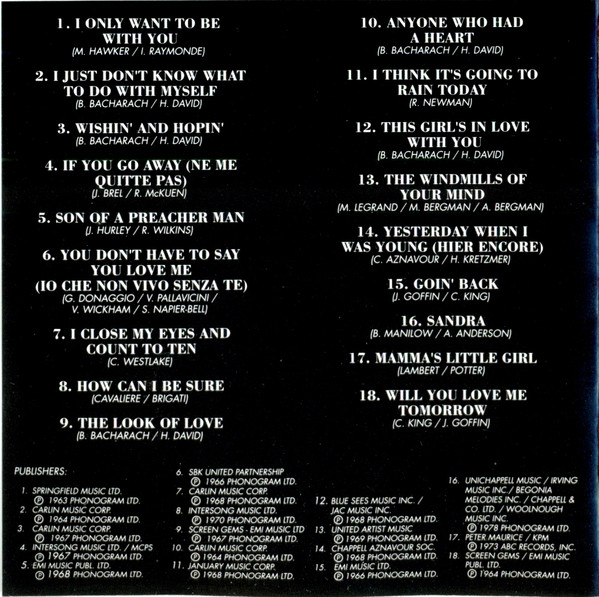 1. I ONLY WANT TO BE
WITH YOU
(M. HAWKER / I. RAYMONDE)
2. I JUST DON'T KNOW WHAT
TO DO WITH MYSELF
(B. BACHARACH / H. DAVID)
3. WISHIN' AND HOPIN'
(B. BACHARACH / H. DAVID)
4. IF YOU GO AWAY (NE ME
QUITTE PAS)
(J. BREL / R. McKUEN)
5. SON OF A PREACHER MAN
(J. HURLEY / R. WILKINS)
6. YOU DON'T HAVE TO SAY
YOU LOVE ME
(IO CHE NON VIVO SENZA TE)
(G. DONAGGIO / V. PALLAVICINI /
V. WICKHAM / S. NAPIER-BELL)
7. I CLOSE MY EYES AND
COUNT TO TEN
(C. WESTLAKE)
8. HOW CAN I BE SURE
(CAVALIERE / BRIGATI)
9. THE LOOK OF LOVE
(B. BACHARACH / H. DAVID)
10. ANYONE WHO HAD
A HEART
(B. BACHARACH / H. DAVID)
11. I THINK IT'S GOING TO
RAIN TODAY
(R. NEWMAN)
12. THIS GIRL'S IN LOVE
WITH YOU
(B. BACHARACH / H. DAVID)
13. THE WINDMILLS OF
YOUR MIND
(M. LEGRAND / M. BERGMAN / A. BERGMAN)
14. YESTERDAY WHEN I
WAS YOUNG (HIER ENCORE)
(C. AZNAVOUR / H. KRETZMER)
15. GOIN' BACK
(J. GOFFIN / C. KING)
16. SANDRA
(B. MANILOW / A. ANDERSON)
17. MAMMA'S LITTLE GIRL
(LAMBERT / POTTER)
18. WILL YOU LOVE ME
TOMORROW
(C. KING / J. GOFFIN)
PUBLISHERS:
1. SPRINGFIELD MUSIC LTD.
℗ 1963 PHONOGRAM LTD.
2. CARLIN MUSIC CORP.
℗ 1964 PHONOGRAM LTD.
3. CARLIN MUSIC CORP.
℗ 1967 PHONOGRAM LTD.
4. INTERSONG MUSIC LTD. / MCPS
℗ 1967 PHONOGRAM LTD.
5. EMI MUSIC PUBL. LTD.
℗ 1968 PHONOGRAM LTD.
6. SBK UNITED PARTNERSHIP
℗ 1966 PHONOGRAM LTD.
7. CARLIN MUSIC CORP.
℗ 1968 PHONOGRAM LTD.
8. INTERSONG MUSIC LTD.
℗ 1970 PHONOGRAM LTD.
9. SCREEN GEMS - EMI MUSIC LTD
℗ 1967 PHONOGRAM LTD.
10. CARLIN MUSIC CORP.
℗ 1964 PHONOGRAM LTD.
11. JANUARY MUSIC CORP.
℗ 1968 PHONOGRAM LTD.
12. BLUE SEES MUSIC INC. /
JAC MUSIC INC.
℗ 1968 PHONOGRAM LTD.
13. UNITED ARTIST MUSIC
℗ 1969 PHONOGRAM LTD.
14. CHAPPELL AZNAVOUR SOC.
℗ 1968 PHONOGRAM LTD.
15. EMI MUSIC LTD.
℗ 1966 PHONOGRAM LTD.
16. UNICHAPPELL MUSIC / IRVING
MUSIC INC./ BEGONIA
MELODIES INC. / CHAPPELL &
CO. LTD. / WOOLNOUGH
MUSIC INC.
℗ 1978 PHONOGRAM LTD.
17. PETER MAURICE / KPM
℗ 1973 ABC RECORDS, INC.
18. SCREEN GEMS / EMI MUSIC
PUBL. LTD.
℗ 1964 PHONOGRAM LTD.